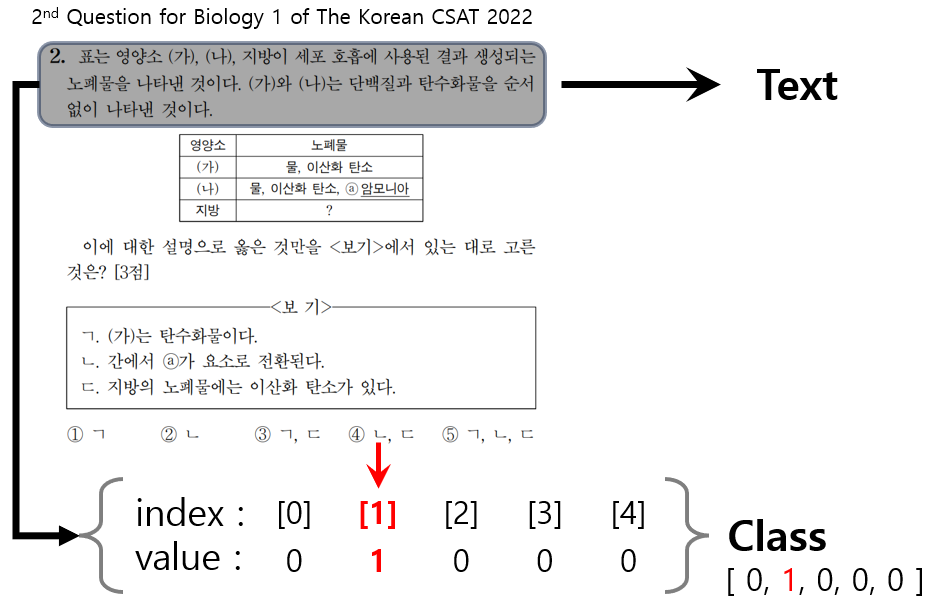 2nd Question for Biology 1 of The Korean CSAT 2022
2. 표는 영양소 (가), (나), 지방이 세포 호흡에 사용된 결과 생성되는
노폐물을 나타낸 것이다. (가)와 (나)는 단백질과 탄수화물을 순서
없이 나타낸 것이다.
Text
영양소 노폐물
(가) 물, 이산화 탄소
(나) 물, 이산화 탄소, ⓐ암모니아
지방 ?
이에 대한 설명으로 옳은 것만을 <보기>에서 있는 대로 고른
것은? [3점]
<보 기>
ㄱ. (가)는 탄수화물이다.
ㄴ. 간에서 ⓐ가 요소로 전환된다.
ㄷ. 지방의 노폐물에는 이산화 탄소가 있다.
① ㄱ ② ㄴ ③ ㄱ, ㄷ ④ ㄴ, ㄷ ⑤ ㄱ, ㄴ, ㄷ
index : [0] [1] [2] [3] [4]
value : 0 1 0 0 0
Class
[ 0, 1, 0, 0, 0 ]